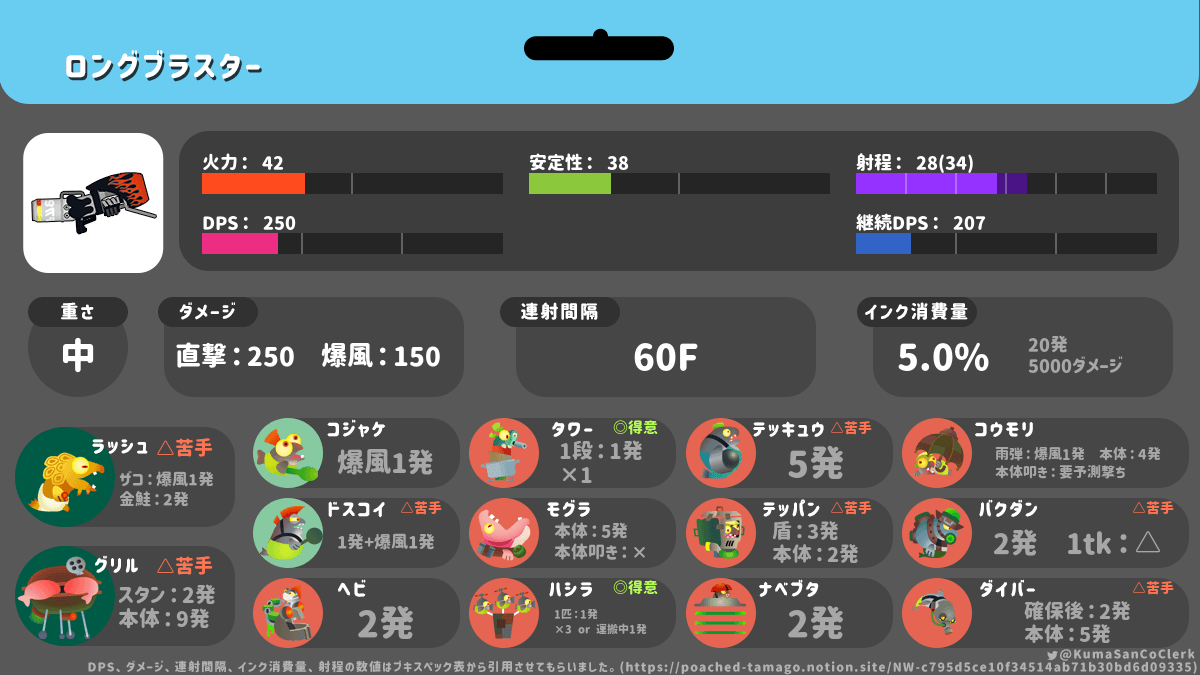 ロングブラスター
火力： 42
安定性： 38
射程： 28(34)
DPS： 250
継続DPS： 207
重さ
中
ダメージ
直撃：250 爆風：150
連射間隔
60F
インク消費量
5.0%
20発
5000ダメージ
ラッシュ △苦手
ザコ：爆風1発
金鮭：2発
グリル △苦手
スタン：2発
本体：9発
コジャケ
爆風1発
ドスコイ △苦手
1発+爆風1発
ヘビ
2発
タワー ◎得意
1段：1発
×1
モグラ
本体：5発
本体叩き：×
ハシラ ◎得意
1匹：1発
×3 or 運搬中1発
テッキュウ △苦手
5発
テッパン △苦手
盾：3発
本体：2発
ナベブタ
2発
コウモリ
雨弾：爆風1発 本体：4発
本体叩き：要予測撃ち
バクダン △苦手
2発 1tk：△
ダイバー △苦手
確保後：2発
本体：5発
@KumaSanCoClerk
DPS、ダメージ、連射間隔、インク消費量、射程の数値はブキスペック表から引用させてもらいました。(https://poached-tamago.notion.site/NW-c795d5ce10f34514ab71b30bd6d09335)